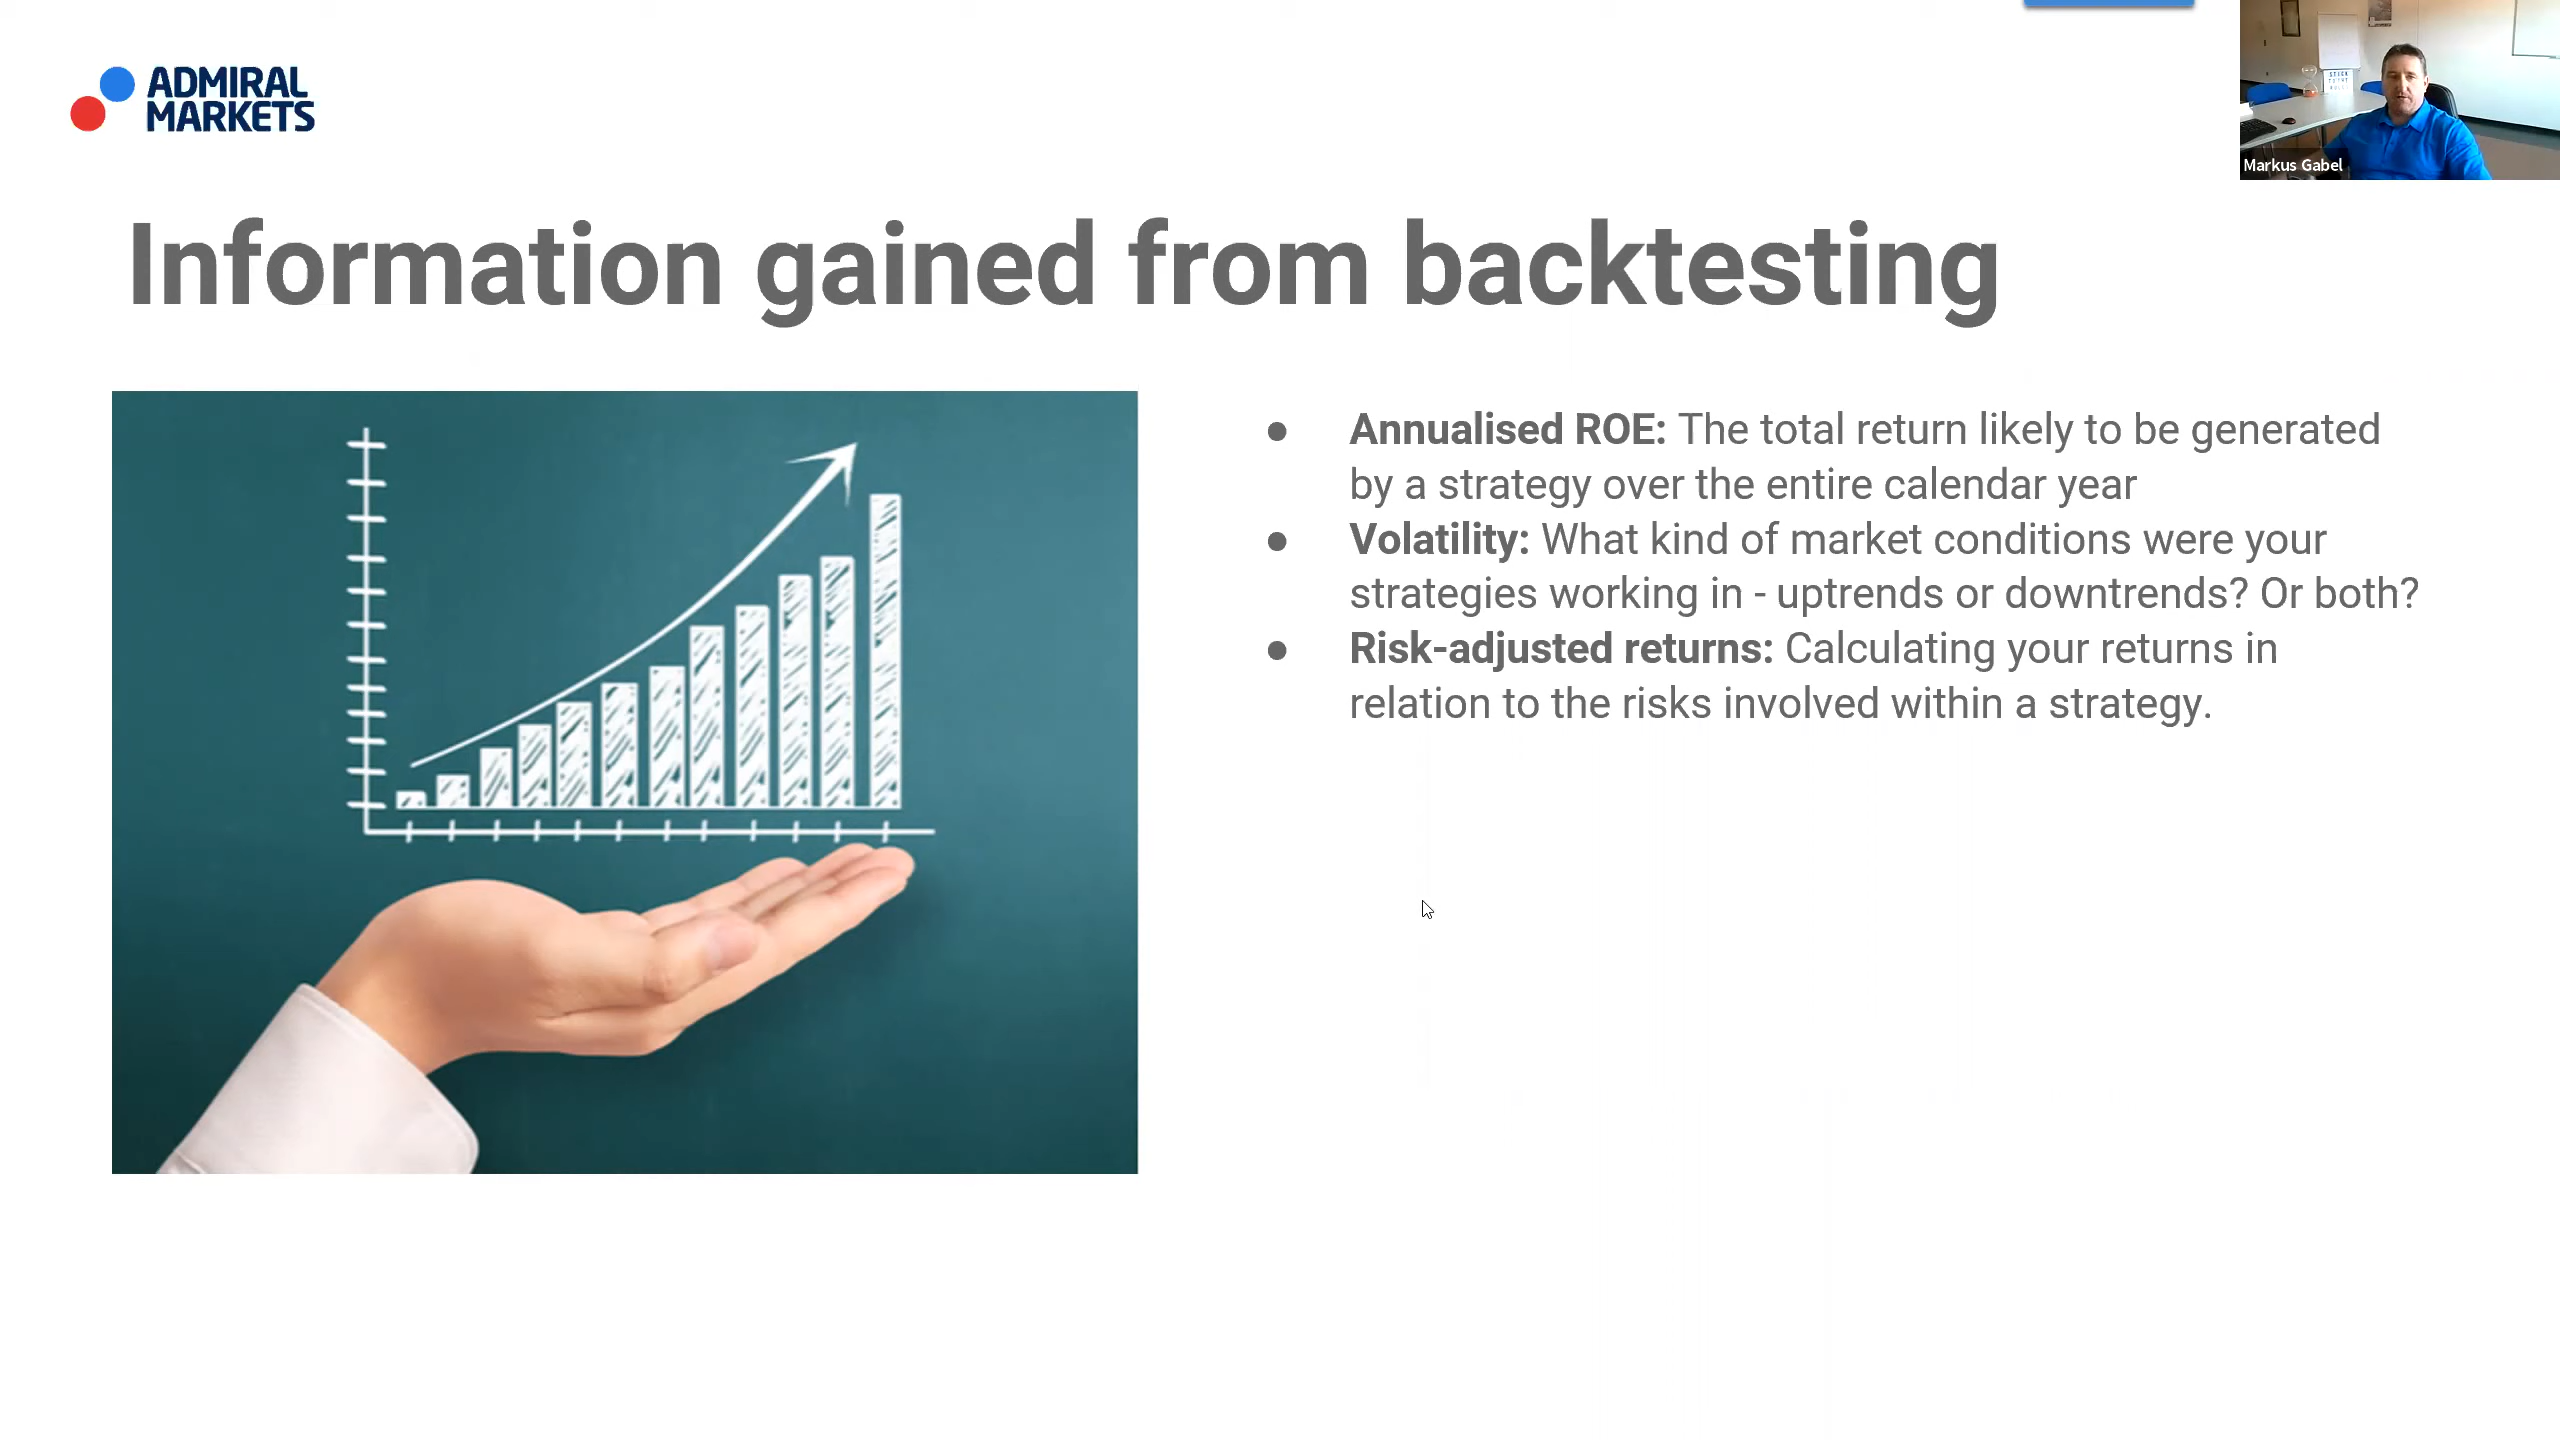 ADMIRAL
MARKETS
Markus Gabel
Information gained from backtesting
● Annualised ROE: The total return likely to be generated
by a strategy over the entire calendar year
● Volatility: What kind of market conditions were your
strategies working in - uptrends or downtrends? Or both?
● Risk-adjusted returns: Calculating your returns in
relation to the risks involved within a strategy.